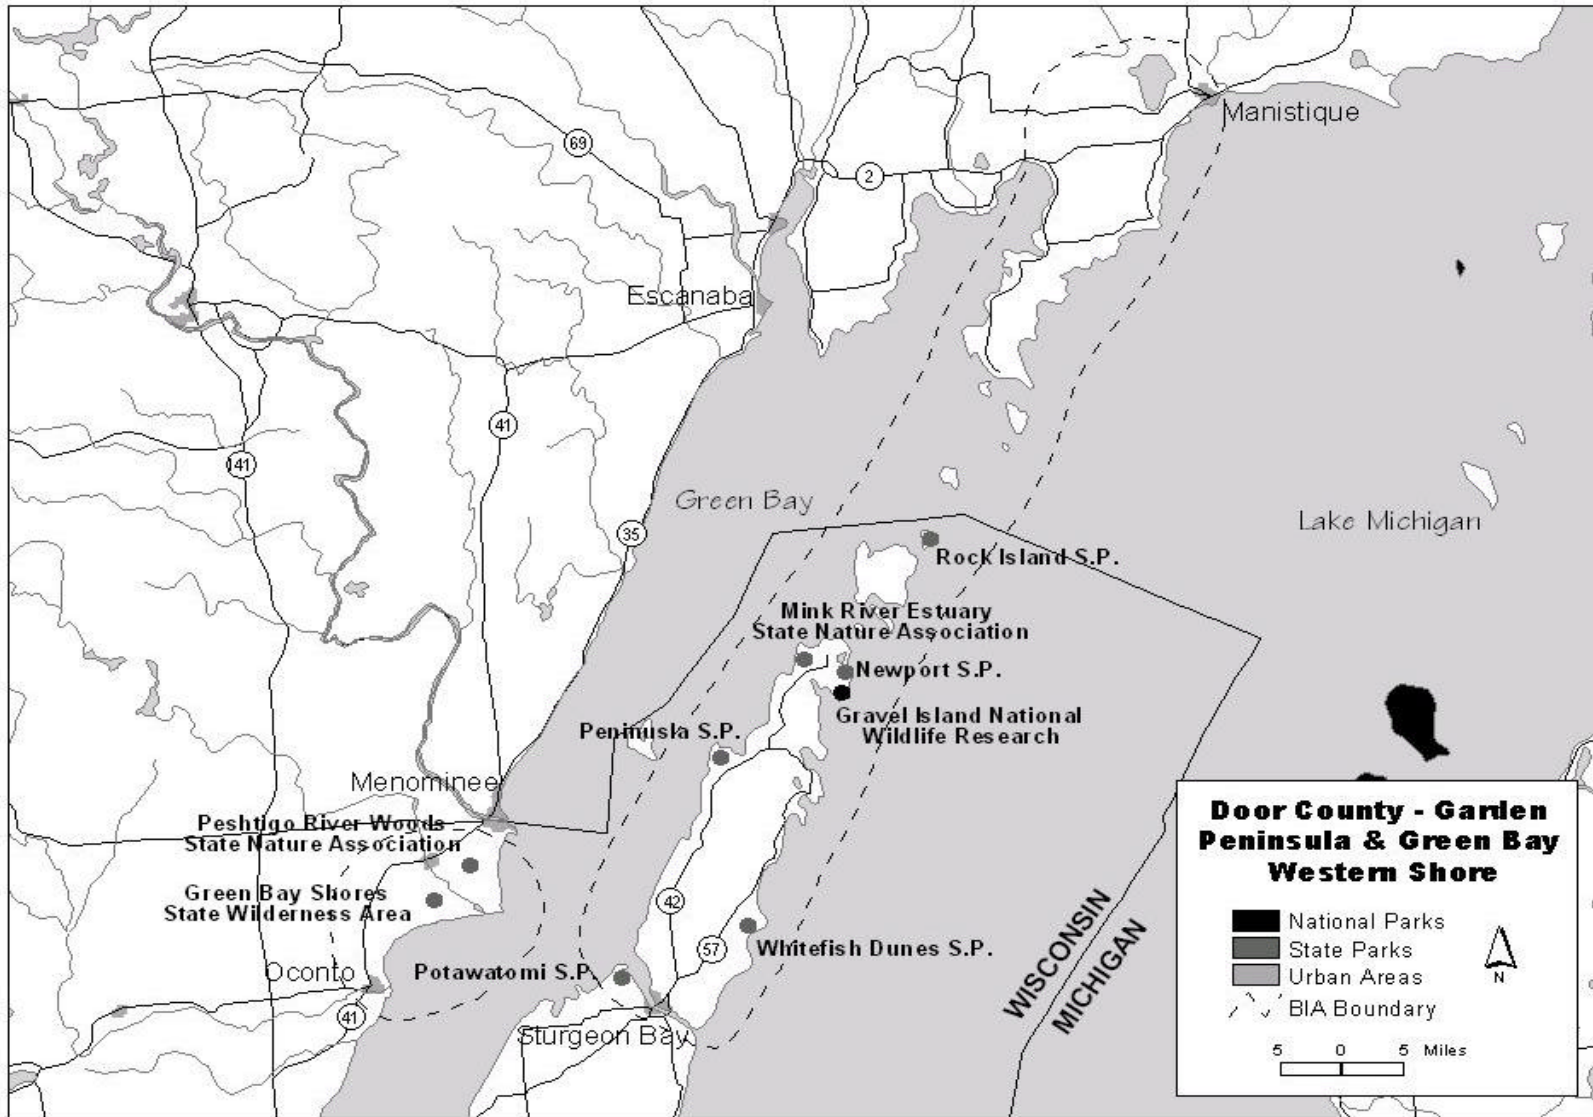 Manistique
69
2
Escanaba
41
141
Green Bay
Lake Michigan
35
Rock Island S.P.
Mink River Estuary
State Nature Association
Newport S.P.
Gravel Island National
Wildlife Research
Peninusla S.P.
Menominee
Peshtigo River Woods
State Nature Association
Green Bay Shores
State Wilderness Area
42
57
Whitefish Dunes S.P.
Oconto
Potawatomi S.P.
41
Sturgeon Bay
WISCONSIN
MICHIGAN
Door County - Garden
Peninsula & Green Bay
Western Shore
National Parks
State Parks
Urban Areas
BIA Boundary
N
5 0 5 Miles